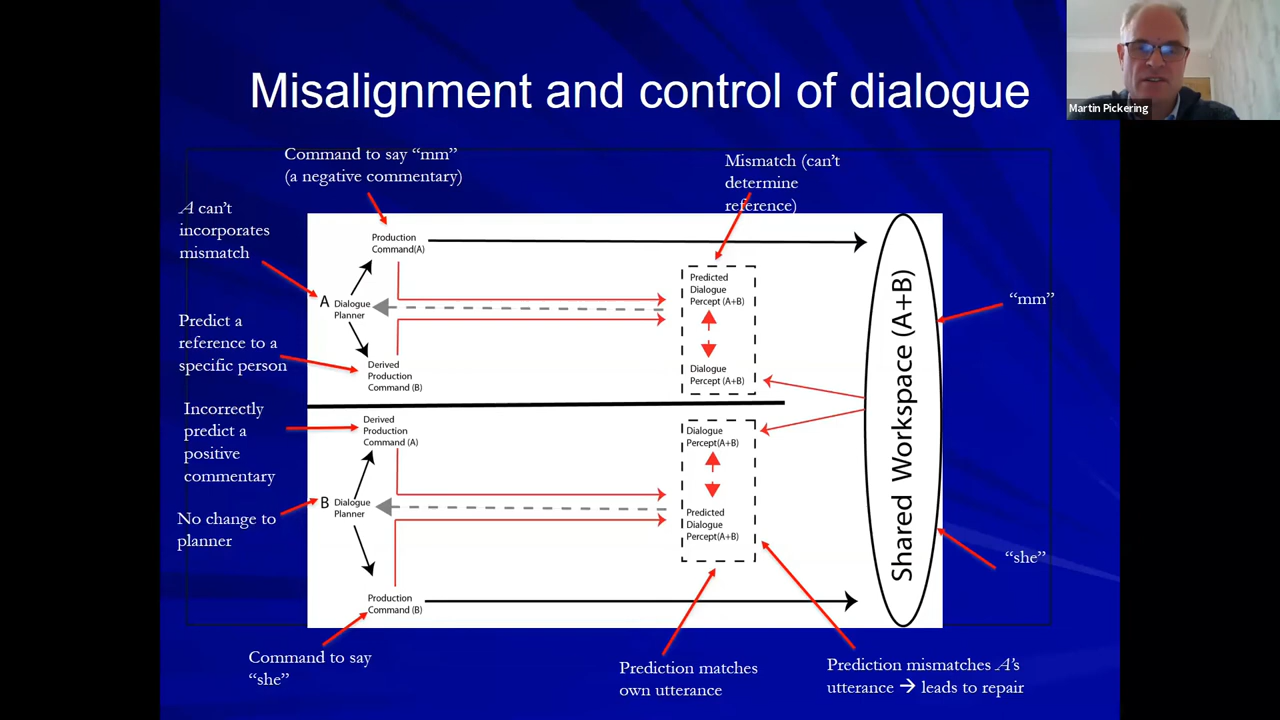 Misalignment and control of dialogue
Martin Pickering
Command to say “mm”
(a negative commentary)
Mismatch (can’t
determine
reference)
A can’t
incorporates
mismatch
Production
Command(A)
A Dialogue
Planner
Predicted
Dialogue
Percept (A+B)
“mm”
Predict a
reference to a
specific person
Derived
Production
Command (B)
Dialogue
Percept (A+B)
Shared Workspace (A+B)
Incorrectly
predict a
positive
commentary
Derived
Production
Command (A)
Dialogue
Percept(A+B)
No change to
planner
B Dialogue
Planner
Predicted
Dialogue
Percept(A+B)
“she”
Production
Command (B)
Command to say
“she”
Prediction matches
own utterance
Prediction mismatches A’s
utterance → leads to repair